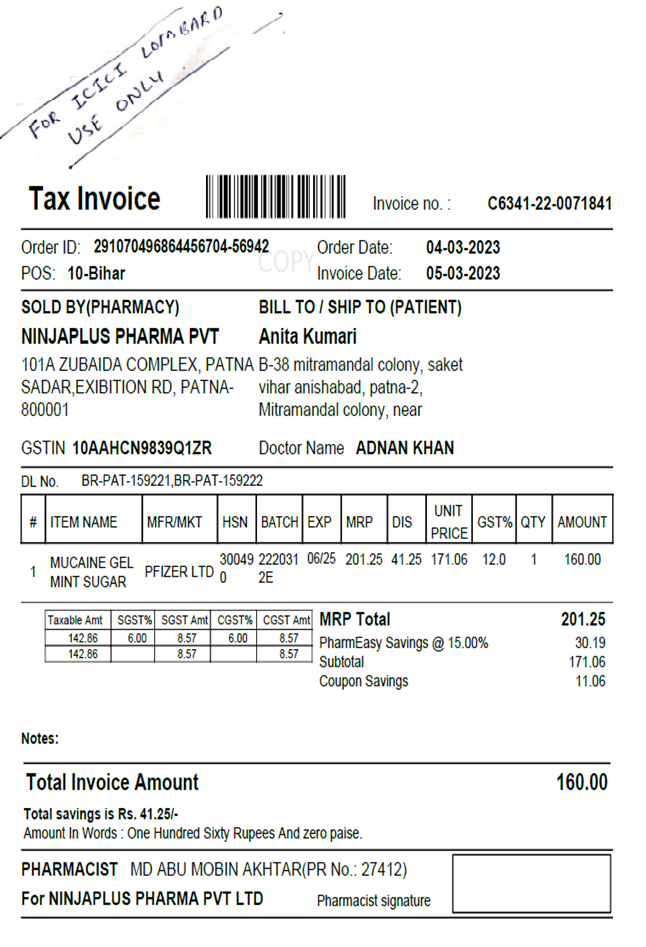 FOR ICICI LOMBARD
USE ONLY
Tax Invoice
Invoice no. : C6341-22-0071841
Order ID: 291070496864456704-56942
Order Date: 04-03-2023
COPY
POS: 10-Bihar
Invoice Date: 05-03-2023
SOLD BY(PHARMACY)
NINJAPLUS PHARMA PVT
101A ZUBAIDA COMPLEX, PATNA
SADAR,EXIBITION RD, PATNA-
800001
GSTIN 10AAHCN9839Q1ZR
BILL TO / SHIP TO (PATIENT)
Anita Kumari
B-38 mitramandal colony, saket
vihar anishabad, patna-2,
Mitramandal colony, near
Doctor Name ADNAN KHAN
DL No. BR-PAT-159221,BR-PAT-159222
# ITEM NAME MFR/MKT HSN BATCH EXP MRP DIS UNIT PRICE GST% QTY AMOUNT
1 MUCAINE GEL MINT SUGAR PFIZER LTD 300490 2220312E 06/25 201.25 41.25 171.06 12.0 1 160.00
Taxable Amt SGST% SGST Amt CGST% CGST Amt
142.86 6.00 8.57 6.00 8.57
142.86 8.57 8.57
MRP Total 201.25
PharmEasy Savings @ 15.00% 30.19
Subtotal 171.06
Coupon Savings 11.06
Notes:
Total Invoice Amount 160.00
Total savings is Rs. 41.25/-
Amount In Words : One Hundred Sixty Rupees And zero paise.
PHARMACIST MD ABU MOBIN AKHTAR(PR No.: 27412)
For NINJAPLUS PHARMA PVT LTD
Pharmacist signature